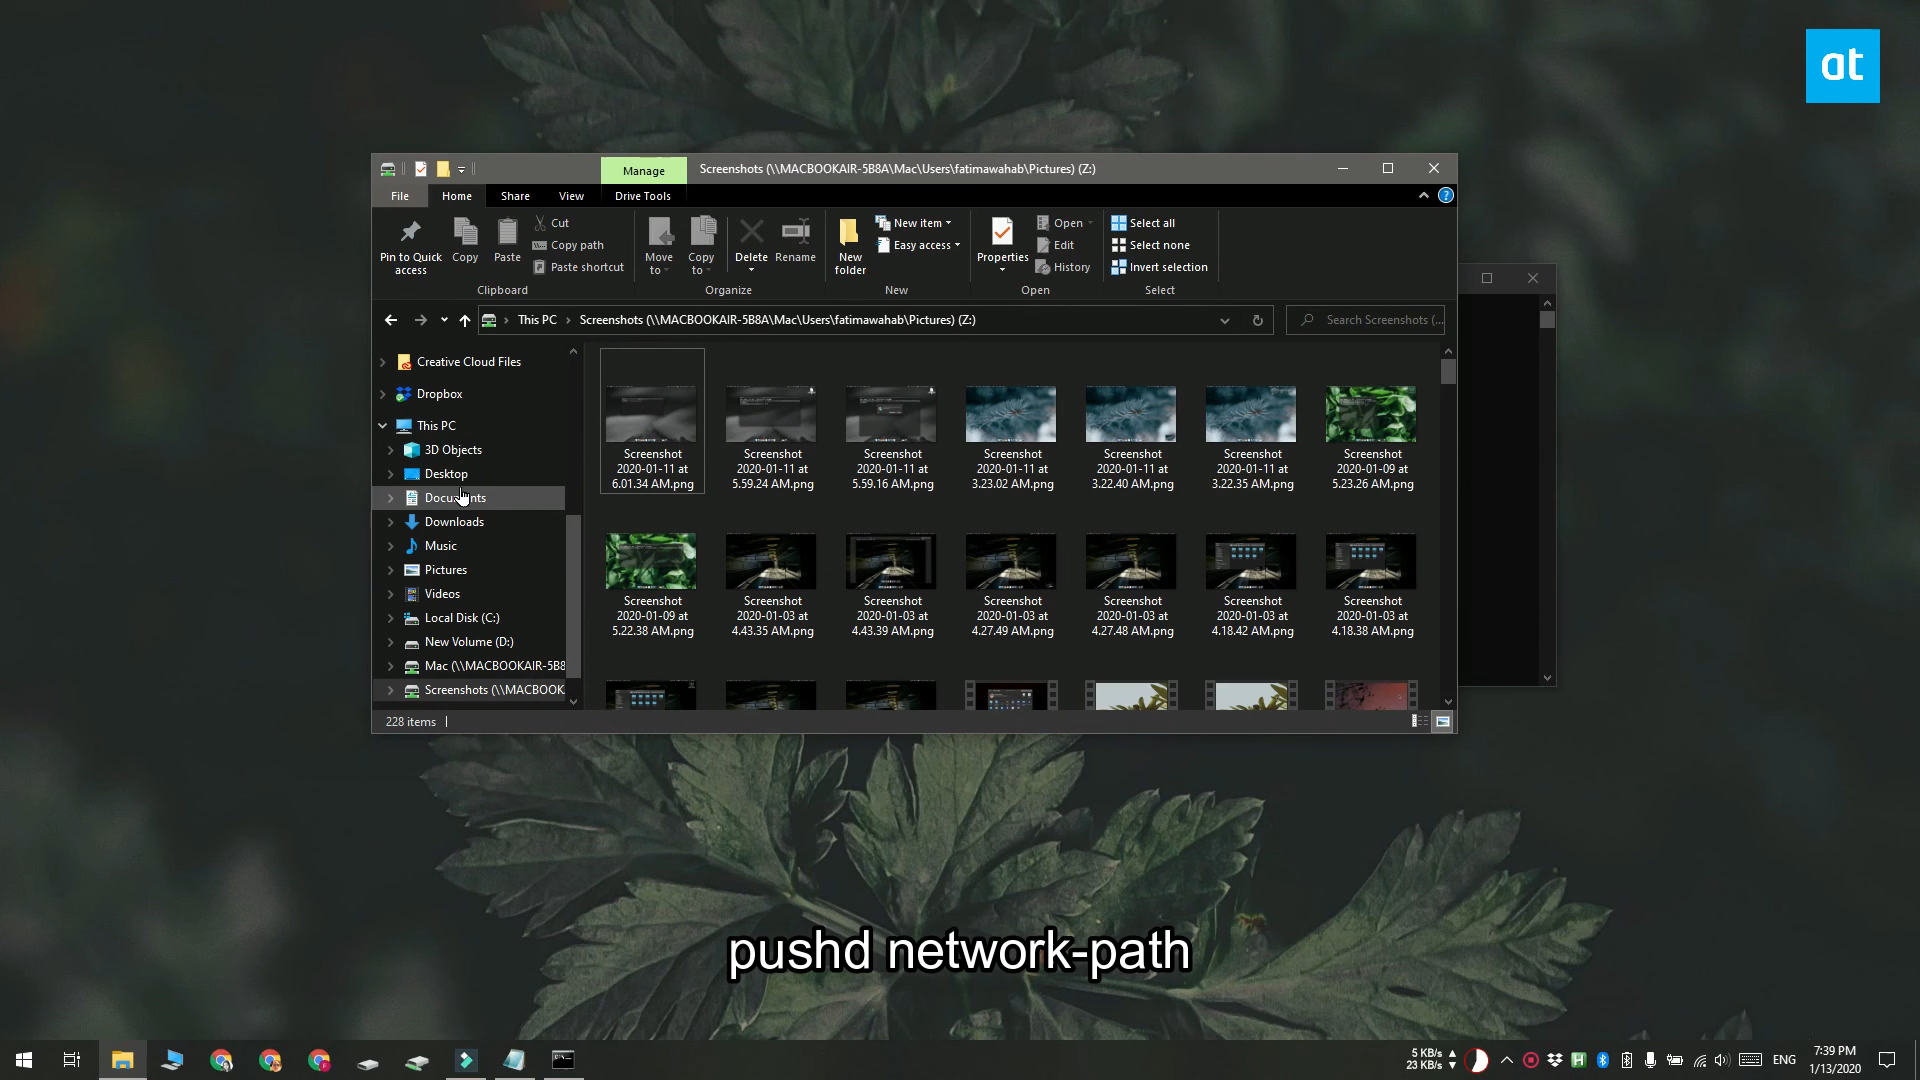 at
Manage
Screenshots (\\MACBOOKAIR-5B8A\Mac\Users\fatimawahab\Pictures) (Z:)
File
Home
Share
View
Drive Tools
Pin to Quick
access
Copy
Paste
Cut
Copy path
Paste shortcut
Move
to
Copy
to
Delete
Rename
New
folder
New item
Easy access
Properties
Open
Edit
History
Select all
Select none
Invert selection
Clipboard
Organize
New
Open
Select
This PC
Screenshots (\\MACBOOKAIR-5B8A\Mac\Users\fatimawahab\Pictures) (Z:)
Search Screenshots (...
Creative Cloud Files
Dropbox
This PC
3D Objects
Desktop
Documents
Downloads
Music
Pictures
Videos
Local Disk (C:)
New Volume (D:)
Mac (\\MACBOOKAIR-5B8
Screenshots (\\MACBOOK
Screenshot
2020-01-11 at
6.01.34 AM.png
Screenshot
2020-01-11 at
5.59.24 AM.png
Screenshot
2020-01-11 at
5.59.16 AM.png
Screenshot
2020-01-11 at
3.23.02 AM.png
Screenshot
2020-01-11 at
3.22.40 AM.png
Screenshot
2020-01-11 at
3.22.35 AM.png
Screenshot
2020-01-09 at
5.23.26 AM.png
Screenshot
2020-01-09 at
5.22.38 AM.png
Screenshot
2020-01-03 at
4.43.35 AM.png
Screenshot
2020-01-03 at
4.43.39 AM.png
Screenshot
2020-01-03 at
4.27.49 AM.png
Screenshot
2020-01-03 at
4.27.48 AM.png
Screenshot
2020-01-03 at
4.18.42 AM.png
Screenshot
2020-01-03 at
4.18.38 AM.png
228 items
pushd network-path
5 KB/s
23 KB/s
ENG
7:39 PM
1/13/2020